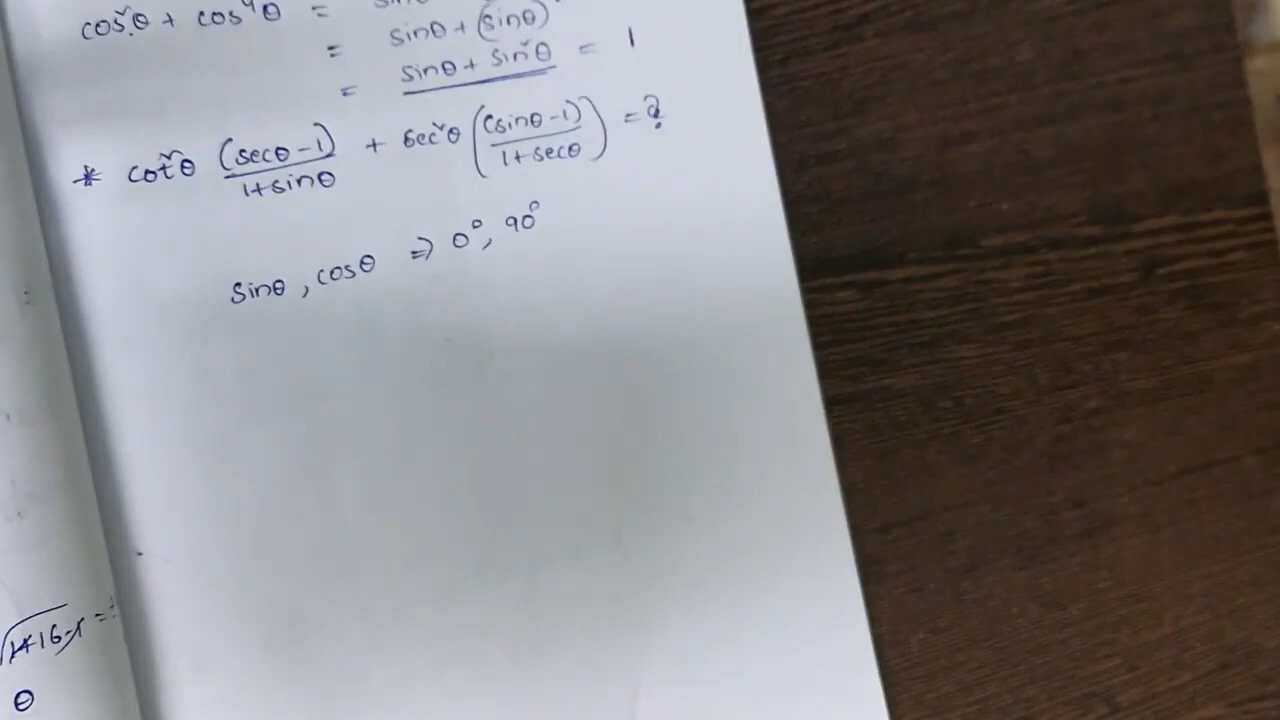 cos²θ + cos⁴θ =
= sinθ + (sinθ)
= sinθ + sin²θ = 1
* cot²θ (secθ - 1)/(1+sinθ) + sec²θ ((sinθ - 1)/(1+secθ)) = ?
sinθ, cosθ ⇒ 0°, 90°
θ